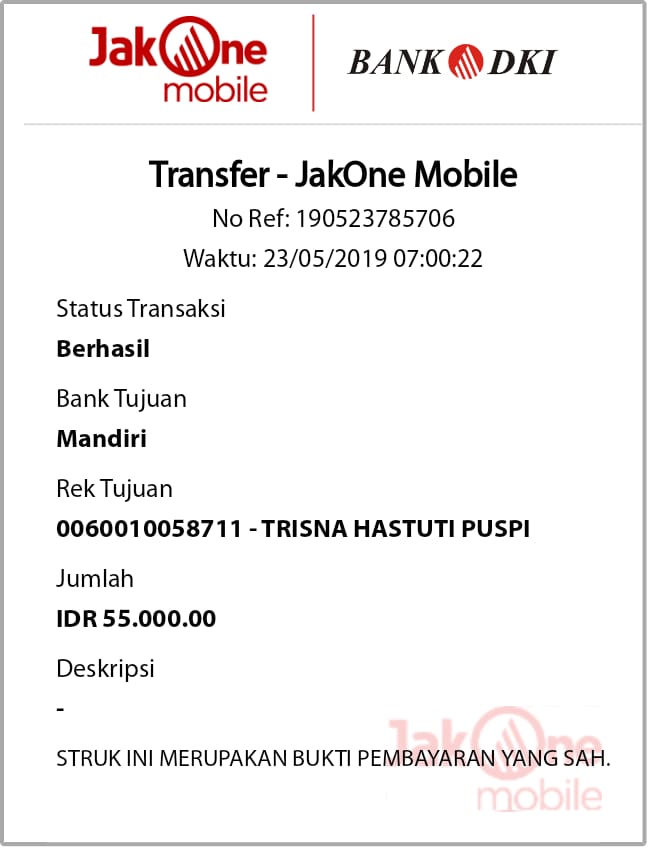 JakOne
mobile
BANK DKI
Transfer - JakOne Mobile
No Ref: 190523785706
Waktu: 23/05/2019 07:00:22
Status Transaksi
Berhasil
Bank Tujuan
Mandiri
Rek Tujuan
0060010058711 - TRISNA HASTUTI PUSPI
Jumlah
IDR 55.000.00
Deskripsi
-
JakOne
STRUK INI MERUPAKAN BUKTI PEMBAYARAN YANG SAH.
mobile